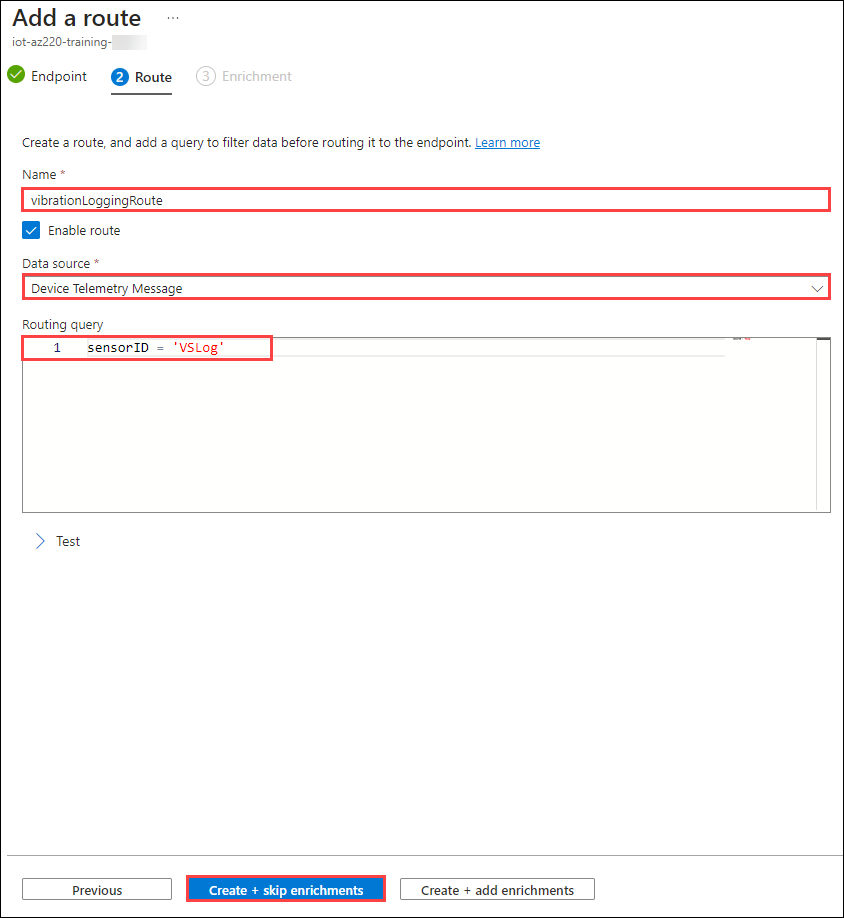 Add a route ...
iot-az220-training-
Endpoint
2 Route
3 Enrichment
Create a route, and add a query to filter data before routing it to the endpoint. Learn more
Name *
vibrationLoggingRoute
Enable route
Data source *
Device Telemetry Message
Routing query
1 sensorID = 'VSLog'
Test
Previous
Create + skip enrichments
Create + add enrichments